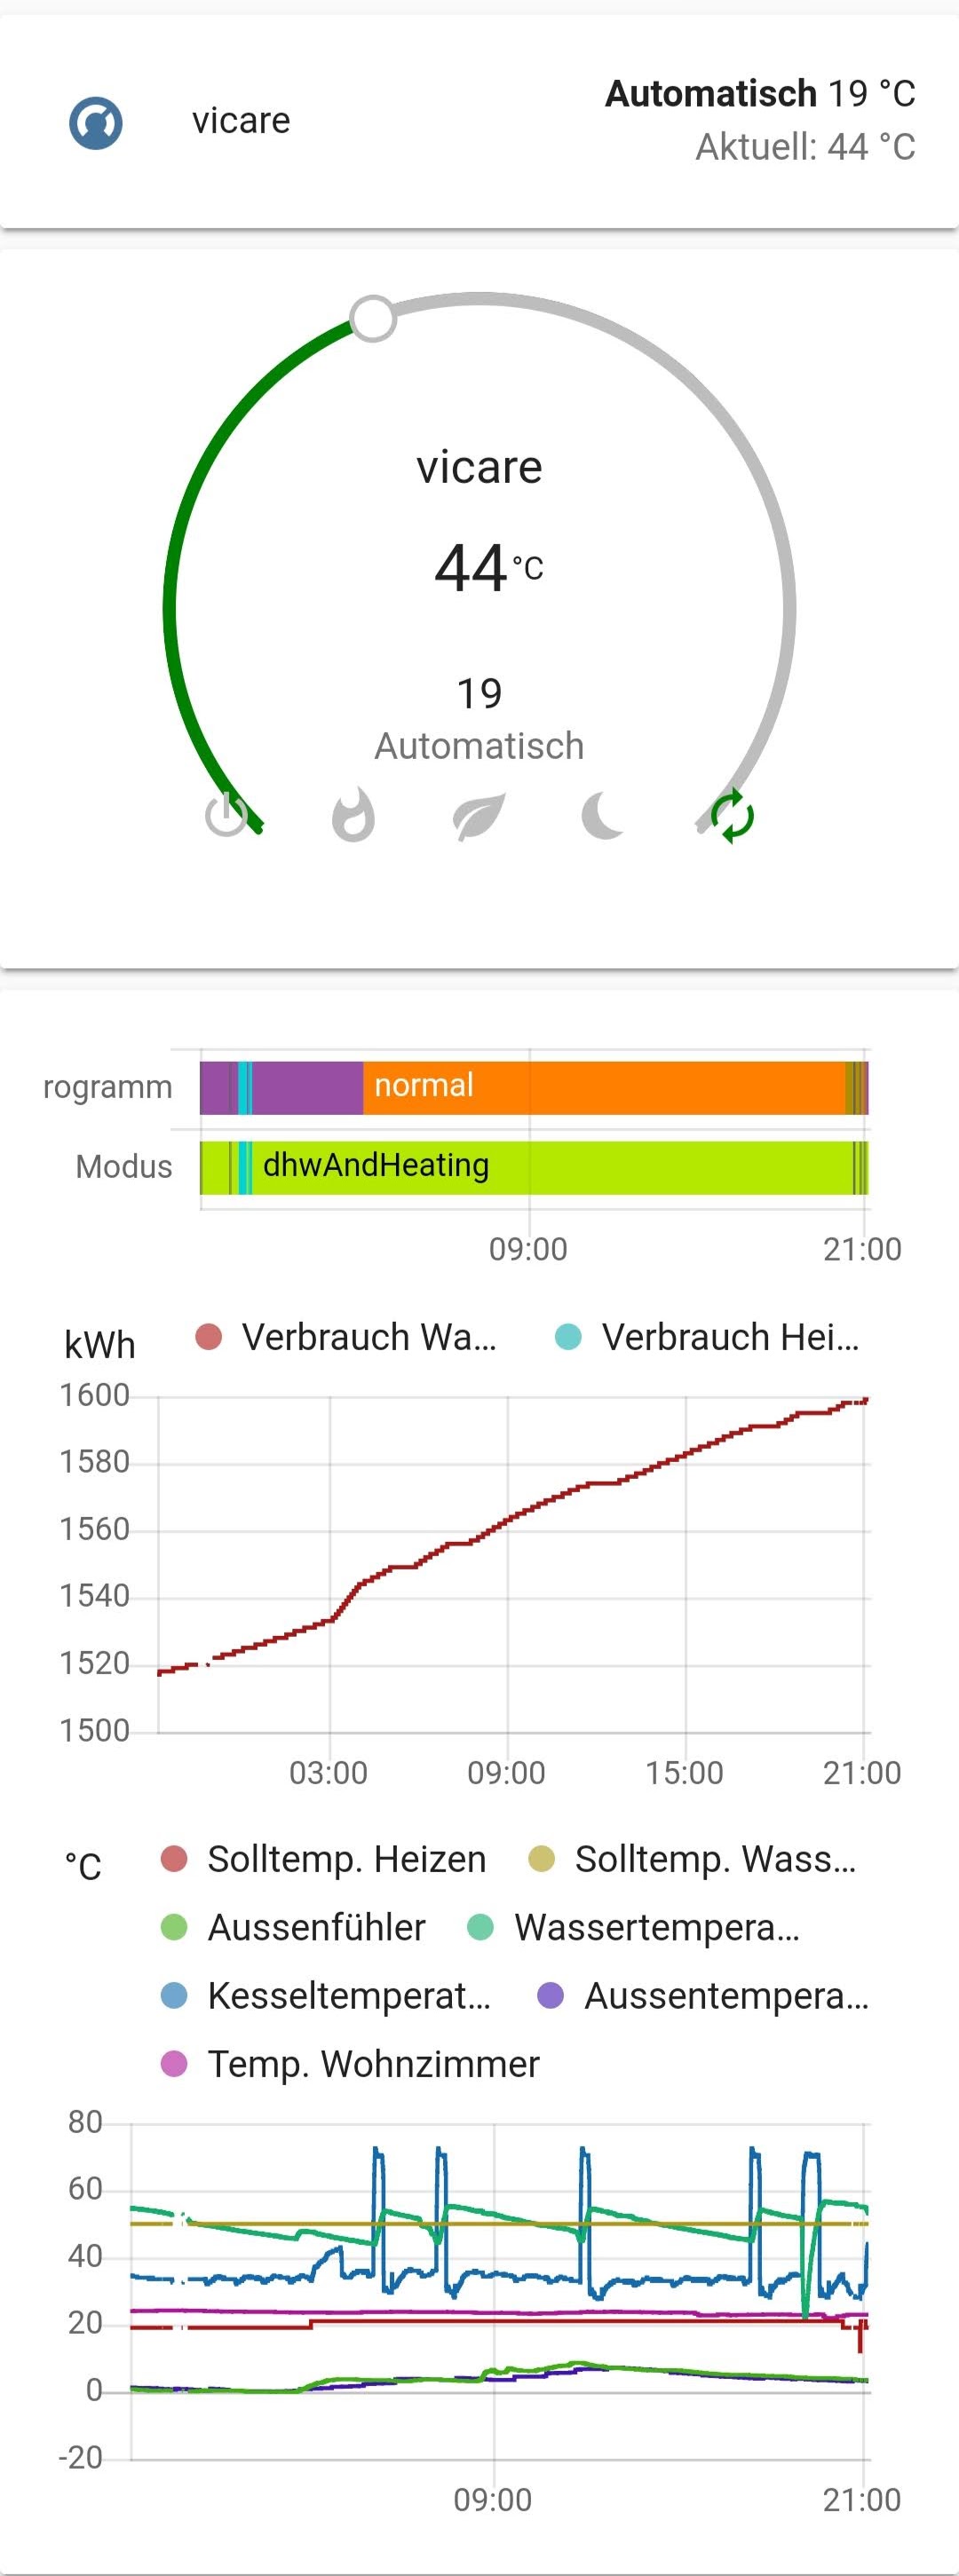 vicare
Automatisch 19 °C
Aktuell: 44 °C
vicare
44 °C
19
Automatisch
rogramm
normal
Modus
dhwAndHeating
09:00 21:00
kWh
Verbrauch Wa... Verbrauch Hei...
1600
1580
1560
1540
1520
1500
03:00 09:00 15:00 21:00
°C
Solltemp. Heizen Solltemp. Wass...
Aussenfühler Wassertempera...
Kesseltemperat... Aussentempera...
Temp. Wohnzimmer
80
60
40
20
0
-20
09:00 21:00